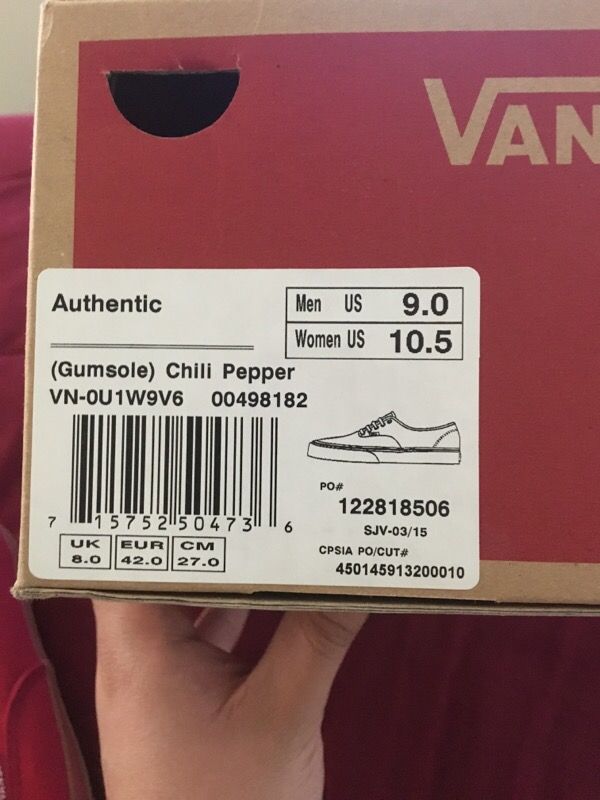 VAN
Authentic
Men US 9.0
Women US 10.5
(Gumsole) Chili Pepper
VN-0U1W9V6 00498182
7 15752 50473 6
UK 8.0
EUR 42.0
CM 27.0
PO#
122818506
SJV-03/15
CPSIA PO/CUT#
450145913200010